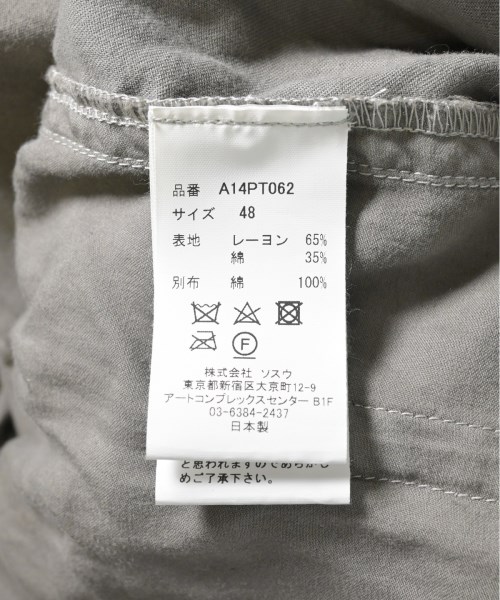 品番 A14PT062
サイズ 48
表地 レーヨン 65%
綿 35%
別布 綿 100%
F
株式会社 ソスウ
東京都新宿区大京町12-9
アートコンプレックスセンター B1F
03-6384-2437
日本製
と思われますのであらかじ
めご了承下さい。